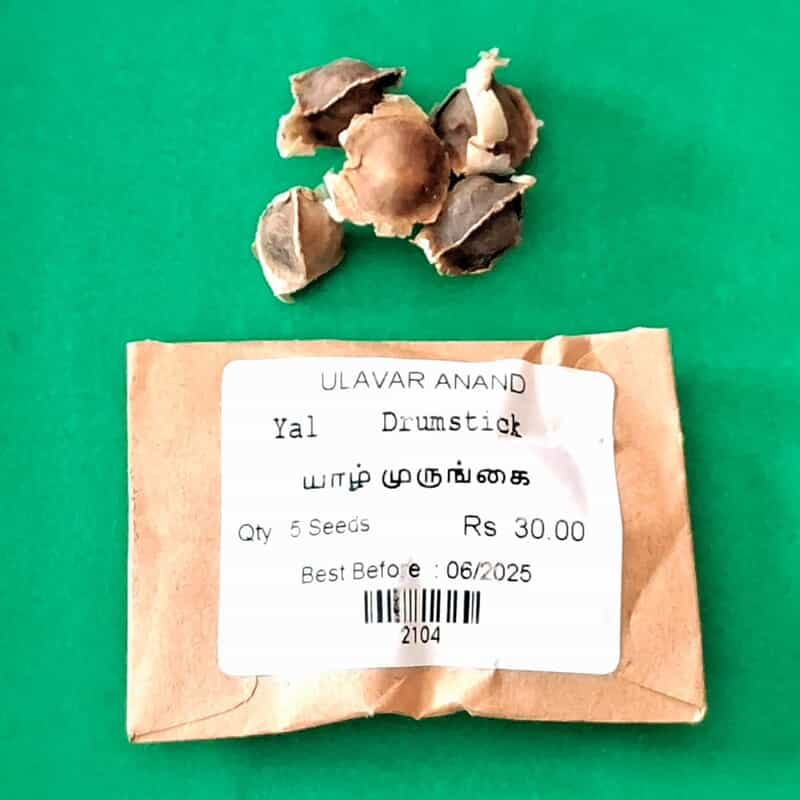 ULAVAR ANAND
Yal Drumstick
யாழ் முருங்கை
Qty 5 Seeds Rs 30.00
Best Before : 06/2025
2104